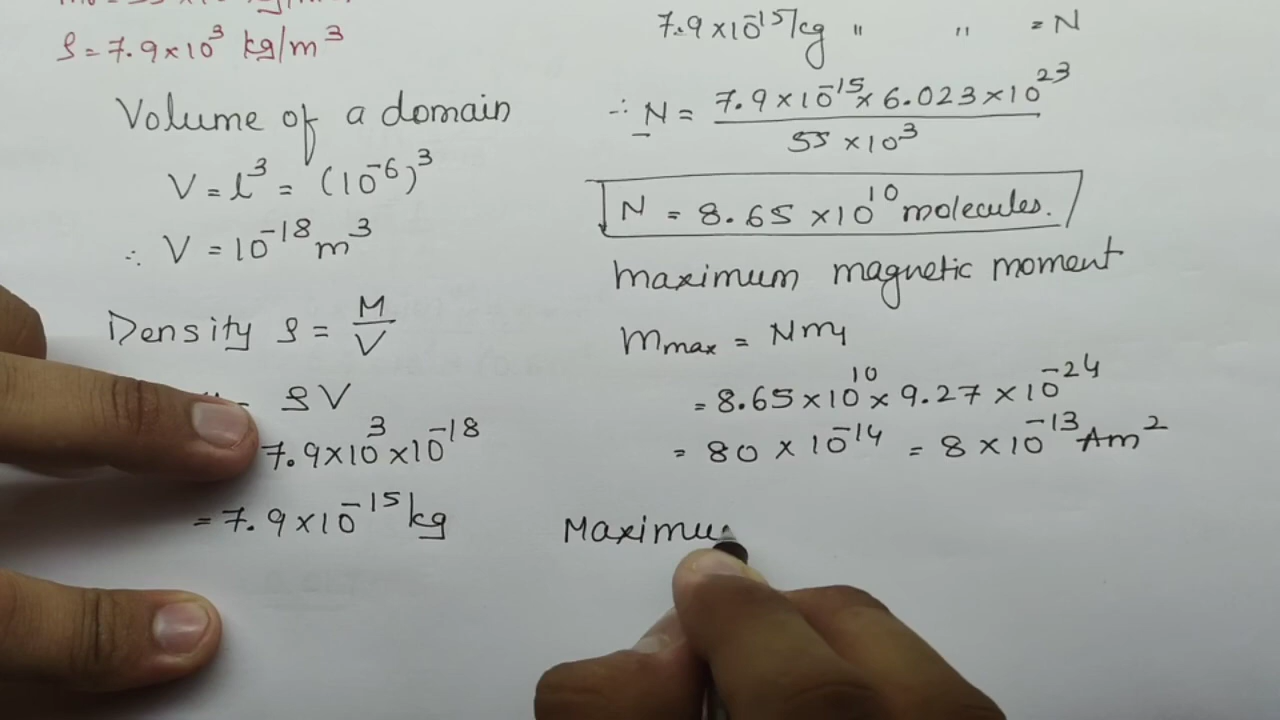 ρ = 7.9×10³ kg/m³
Volume of a domain
V = l³ = (10⁻⁶)³
∴ V = 10⁻¹⁸ m³
Density ρ = M/V
= ρV
7.9×10³×10⁻¹⁸
= 7.9×10⁻¹⁵ kg
7.9×10⁻¹⁵ kg " " = N
∴ N = 7.9×10⁻¹⁵ × 6.023×10²³ / 55×10³
N = 8.65×10¹⁰ molecules.
maximum magnetic moment
Mmax = Nm₁
= 8.65×10¹⁰ × 9.27×10⁻²⁴
= 80 × 10⁻¹⁴ = 8×10⁻¹³ Am²
Maximu